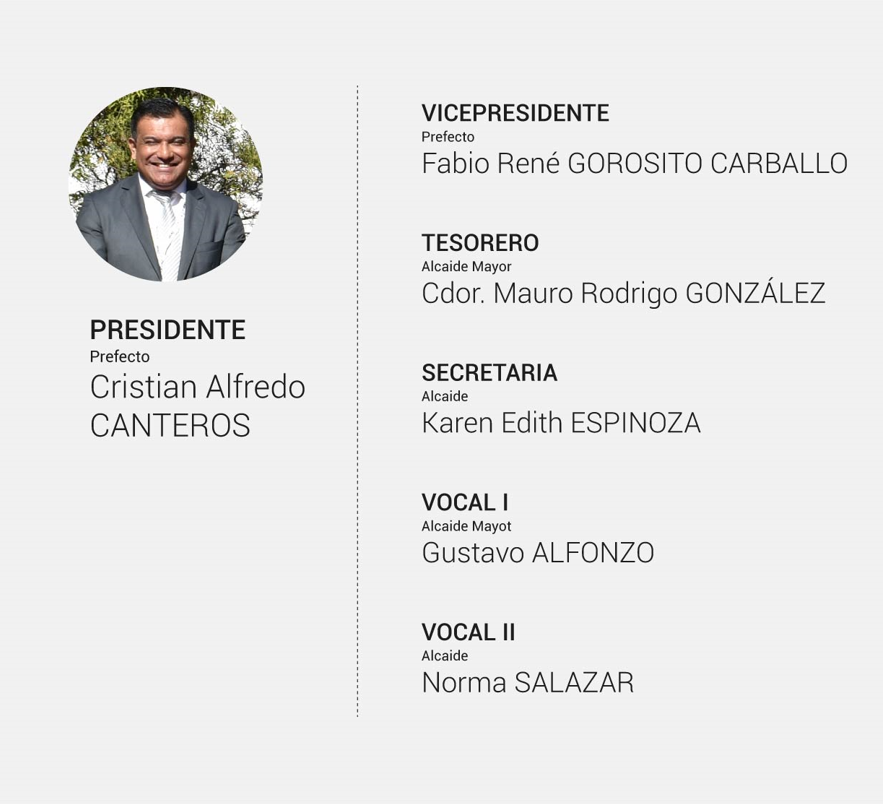 PRESIDENTE
Prefecto
Cristian Alfredo
CANTEROS
VICEPRESIDENTE
Prefecto
Fabio René GOROSITO CARBALLO
TESORERO
Alcaide Mayor
Cdor. Mauro Rodrigo GONZÁLEZ
SECRETARIA
Alcaide
Karen Edith ESPINOZA
VOCAL I
Alcaide Mayot
Gustavo ALFONZO
VOCAL II
Alcaide
Norma SALAZAR